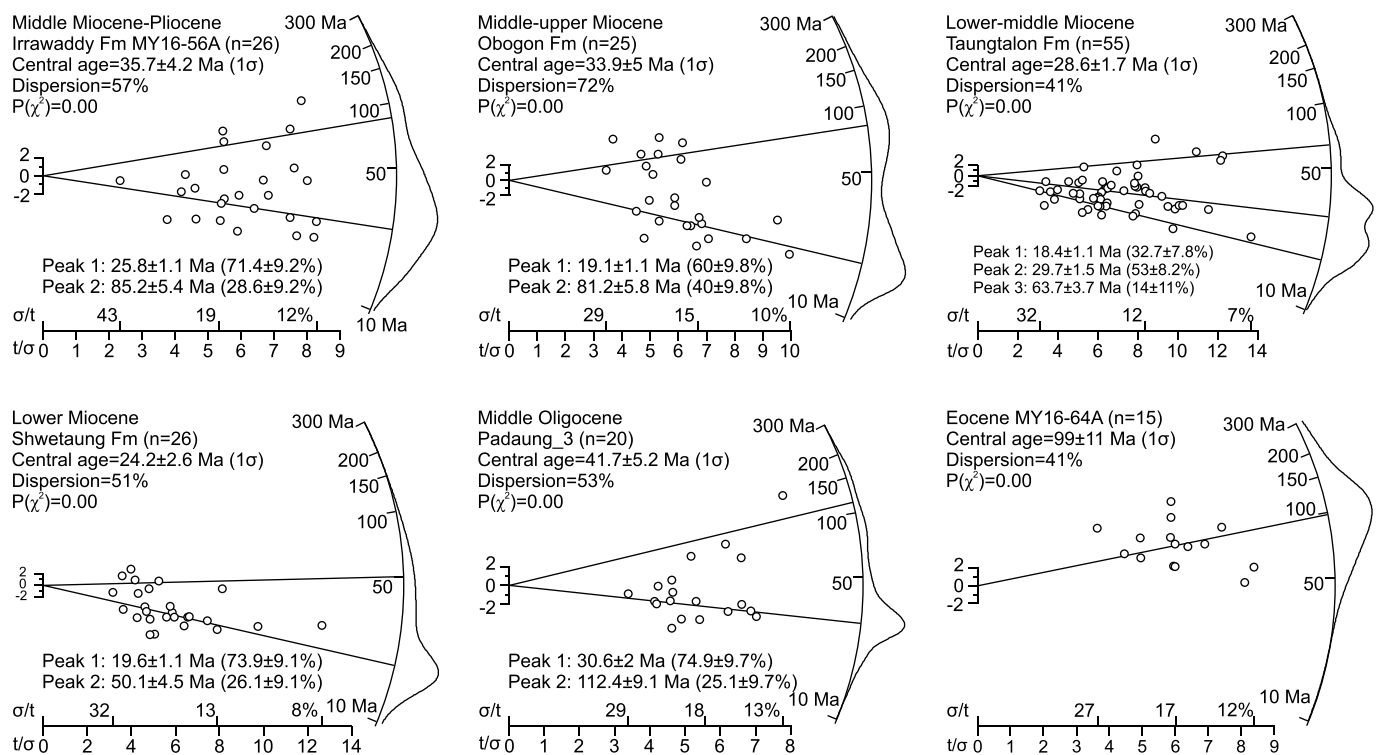 Middle Miocene-Pliocene
Irrawaddy Fm MY16-56A (n=26)
Central age=35.7±4.2 Ma (1σ)
Dispersion=57%
P(χ²)=0.00
300 Ma
200
150
100
50
10 Ma
2
0
-2
Peak 1: 25.8±1.1 Ma (71.4±9.2%)
Peak 2: 85.2±5.4 Ma (28.6±9.2%)
σ/t 43 19 12%
t/σ 0 1 2 3 4 5 6 7 8 9
Middle-upper Miocene
Obogon Fm (n=25)
Central age=33.9±5 Ma (1σ)
Dispersion=72%
P(χ²)=0.00
300 Ma
200
150
100
50
10 Ma
2
0
-2
Peak 1: 19.1±1.1 Ma (60±9.8%)
Peak 2: 81.2±5.8 Ma (40±9.8%)
σ/t 29 15 10%
t/σ 0 1 2 3 4 5 6 7 8 9 10
Lower-middle Miocene
Taungtalon Fm (n=55)
Central age=28.6±1.7 Ma (1σ)
Dispersion=41%
P(χ²)=0.00
300 Ma
200
150
100
50
10 Ma
2
0
-2
Peak 1: 18.4±1.1 Ma (32.7±7.8%)
Peak 2: 29.7±1.5 Ma (53±8.2%)
Peak 3: 63.7±3.7 Ma (14±11%)
σ/t 32 12 7%
t/σ 0 2 4 6 8 10 12 14
Lower Miocene
Shwetaung Fm (n=26)
Central age=24.2±2.6 Ma (1σ)
Dispersion=51%
P(χ²)=0.00
300 Ma
200
150
100
50
10 Ma
2
0
-2
Peak 1: 19.6±1.1 Ma (73.9±9.1%)
Peak 2: 50.1±4.5 Ma (26.1±9.1%)
σ/t 32 13 8%
t/σ 0 2 4 6 8 10 12 14
Middle Oligocene
Padaung_3 (n=20)
Central age=41.7±5.2 Ma (1σ)
Dispersion=53%
P(χ²)=0.00
300 Ma
200
150
100
50
10 Ma
2
0
-2
Peak 1: 30.6±2 Ma (74.9±9.7%)
Peak 2: 112.4±9.1 Ma (25.1±9.7%)
σ/t 29 18 13%
t/σ 0 1 2 3 4 5 6 7 8
Eocene MY16-64A (n=15)
Central age=99±11 Ma (1σ)
Dispersion=41%
P(χ²)=0.00
300 Ma
200
150
100
50
10 Ma
2
0
-2
σ/t 27 17 12%
t/σ 0 1 2 3 4 5 6 7 8 9